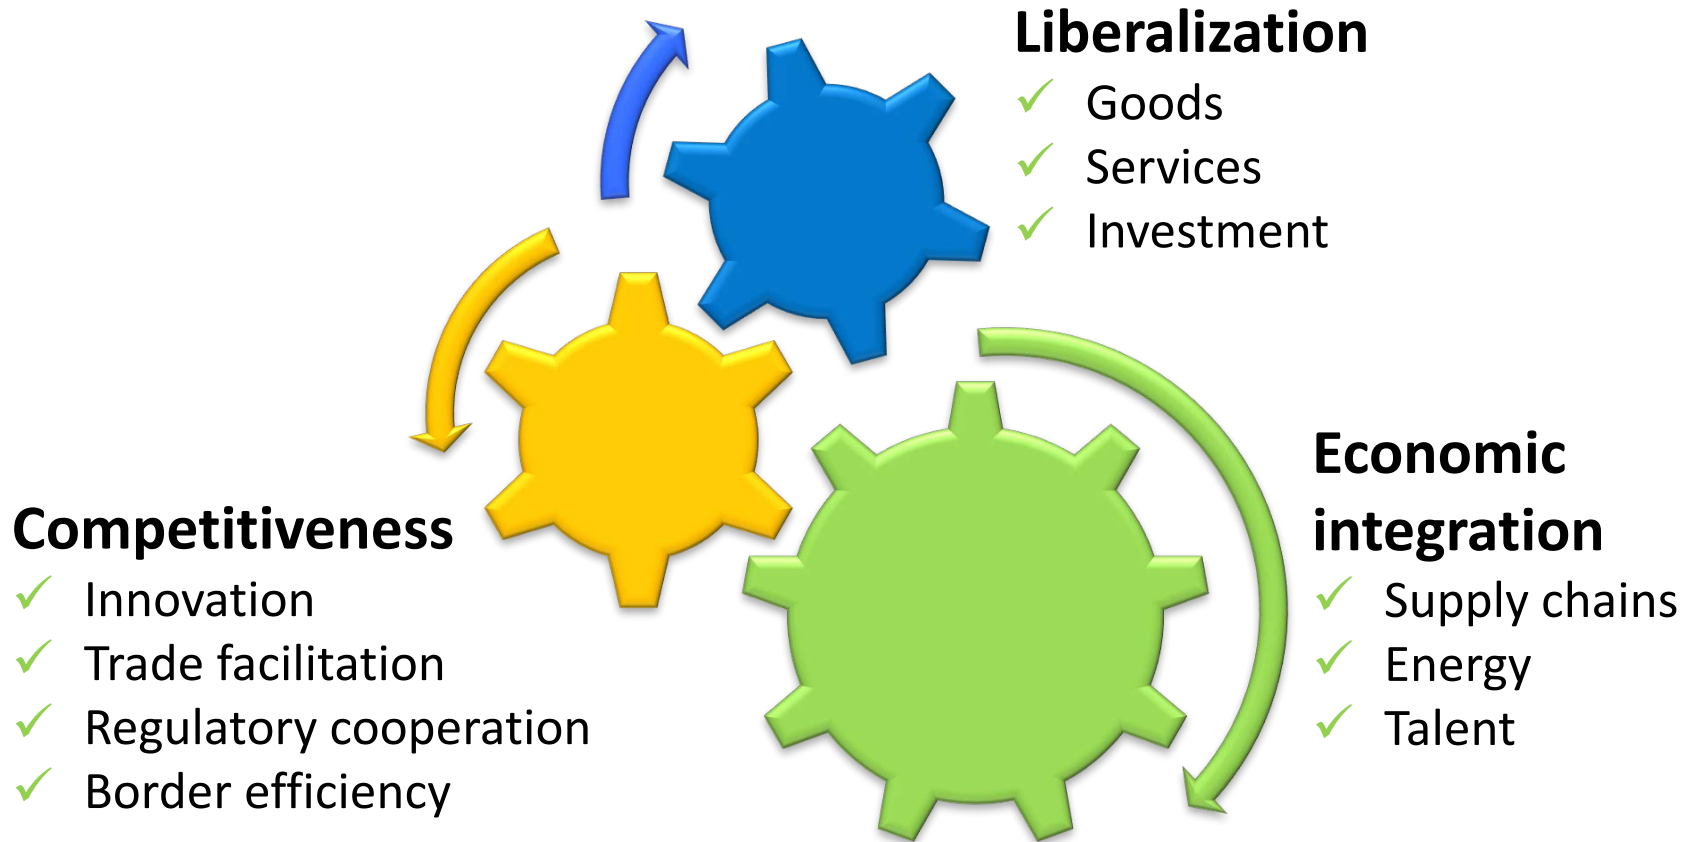 Liberalization
✓ Goods
✓ Services
✓ Investment
Competitiveness
✓ Innovation
✓ Trade facilitation
✓ Regulatory cooperation
✓ Border efficiency
Economic
integration
✓ Supply chains
✓ Energy
✓ Talent